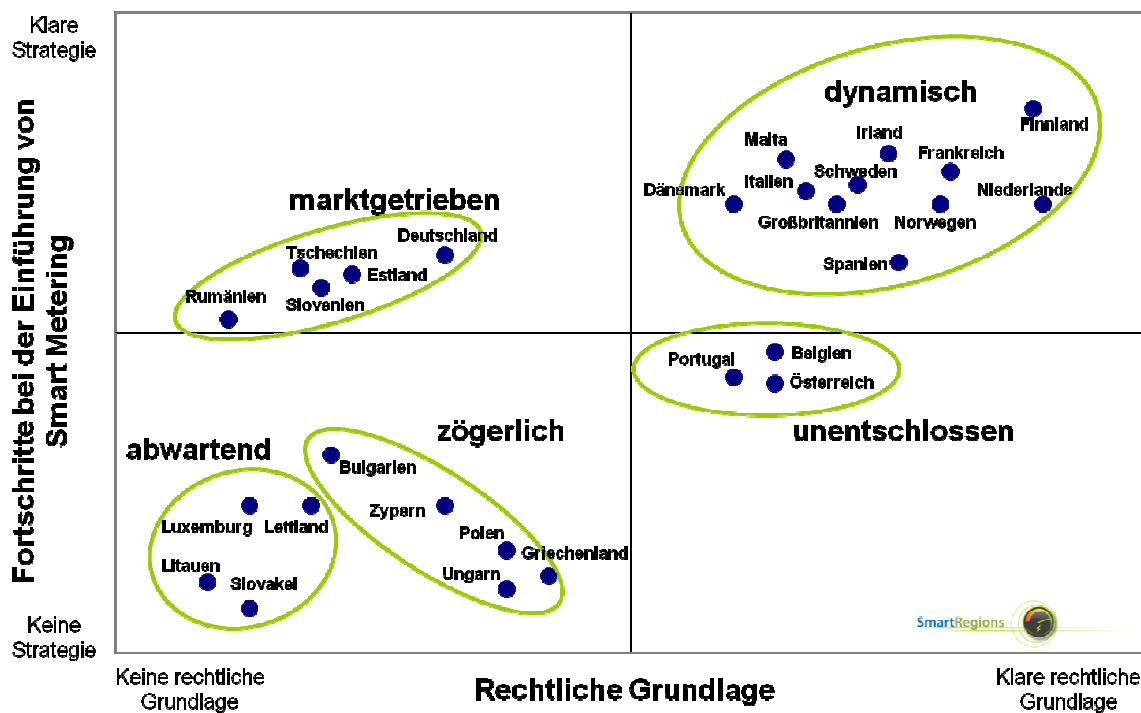 Klare
Strategie
Fortschritte bei der Einführung von
Smart Metering
Keine
Strategie
dynamisch
Finnland
Irland
Malta
Frankreich
Schweden
Italien
Dänemark
Niederlande
Großbritannien
Norwegen
Spanien
marktgetrieben
Deutschland
Tschechien
Estland
Rumänien
Slovenien
Portugal
Belgien
Österreich
unentschlossen
zögerlich
Bulgarien
Zypern
Polen
Griechenland
Ungarn
abwartend
Luxemburg
Lettland
Litauen
Slovakei
SmartRegions
Keine rechtliche
Grundlage
Rechtliche Grundlage
Klare rechtliche
Grundlage